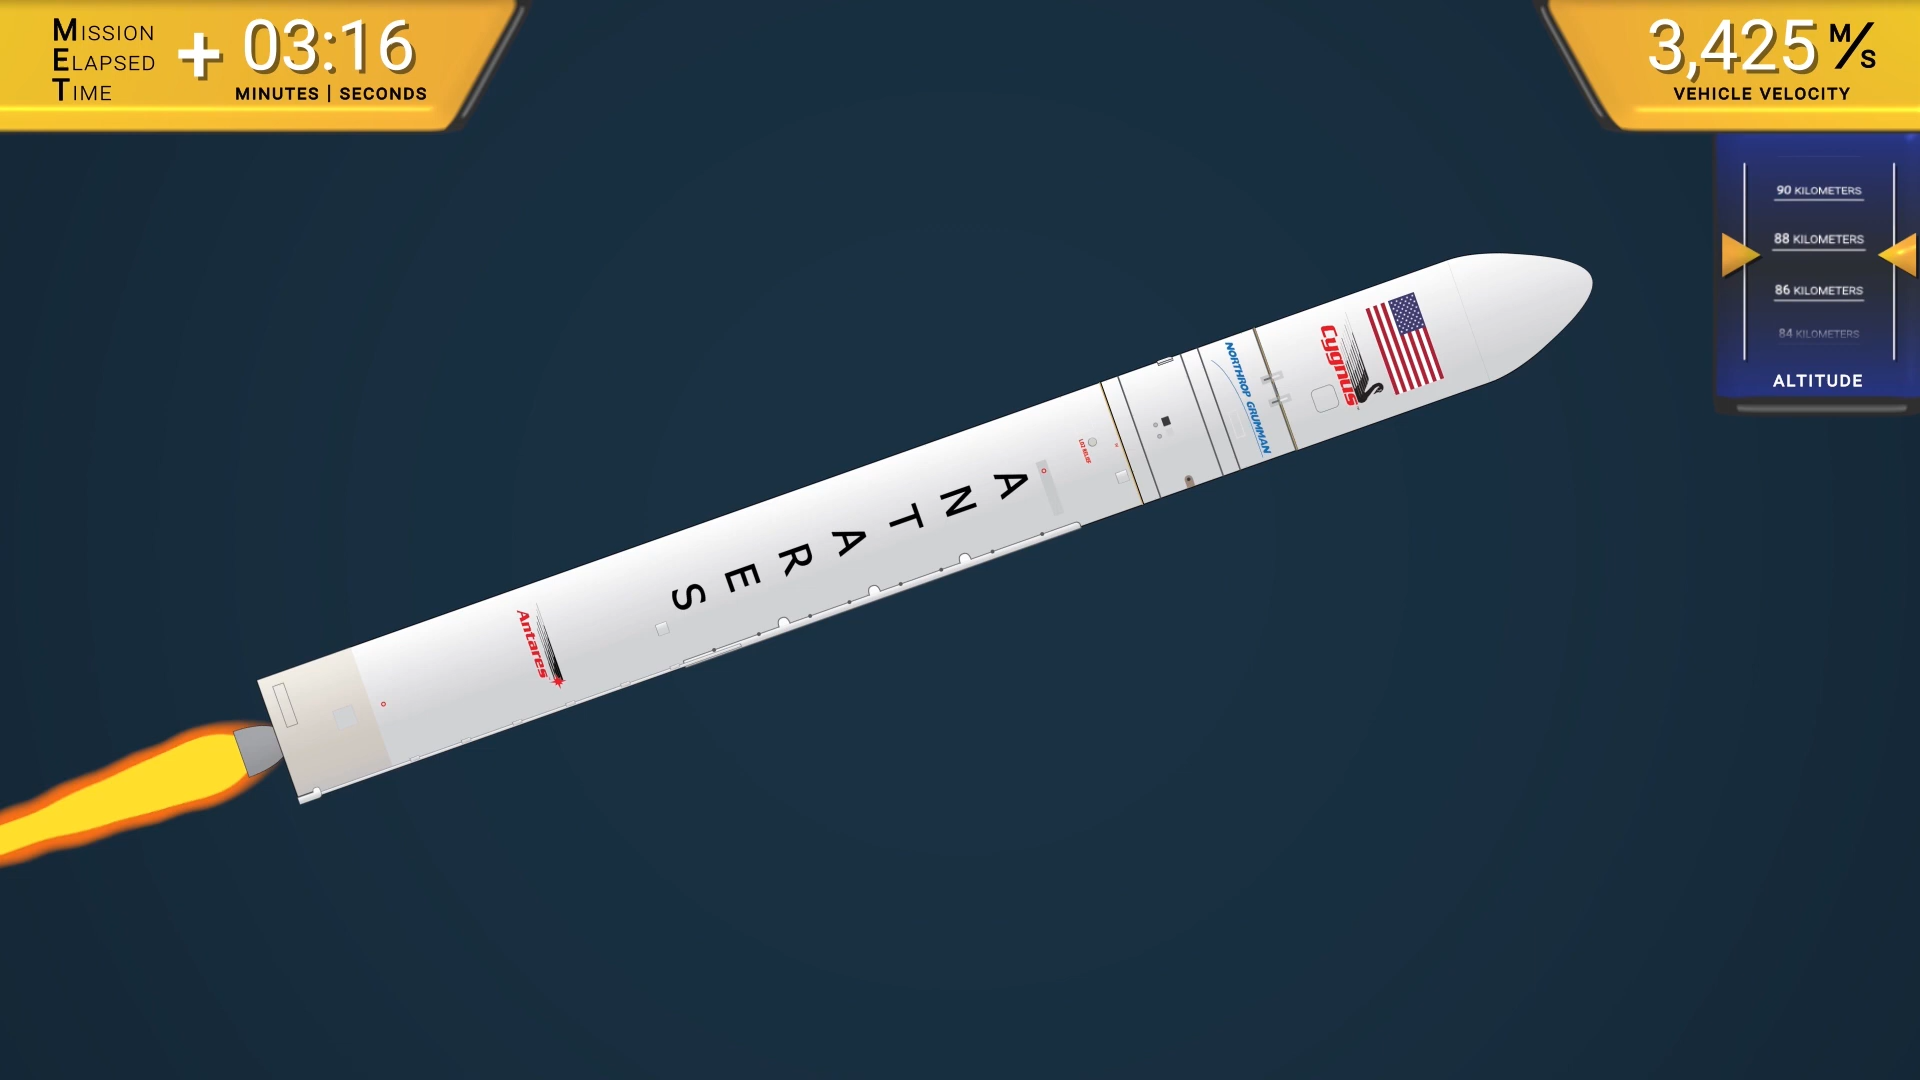 MISSION
ELAPSED
TIME
+ 03:16
MINUTES | SECONDS
3,425 M/S
VEHICLE VELOCITY
90 KILOMETERS
88 KILOMETERS
86 KILOMETERS
84 KILOMETERS
ALTITUDE
Cygnus
NORTHROP GRUMMAN
ANTARES
Antares